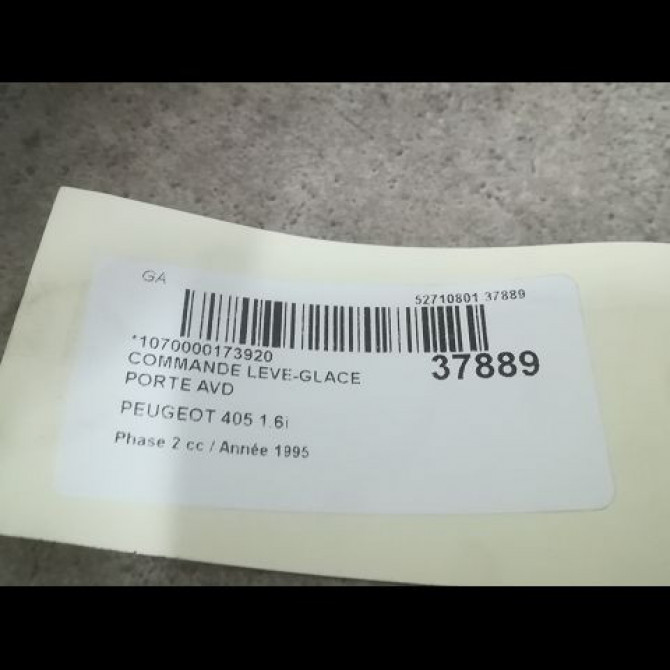 GA
52710801 37889
*1070000173920
37889
COMMANDE LEVE-GLACE
PORTE AVD
PEUGEOT 405 1.6i
Phase 2 cc / Année 1995